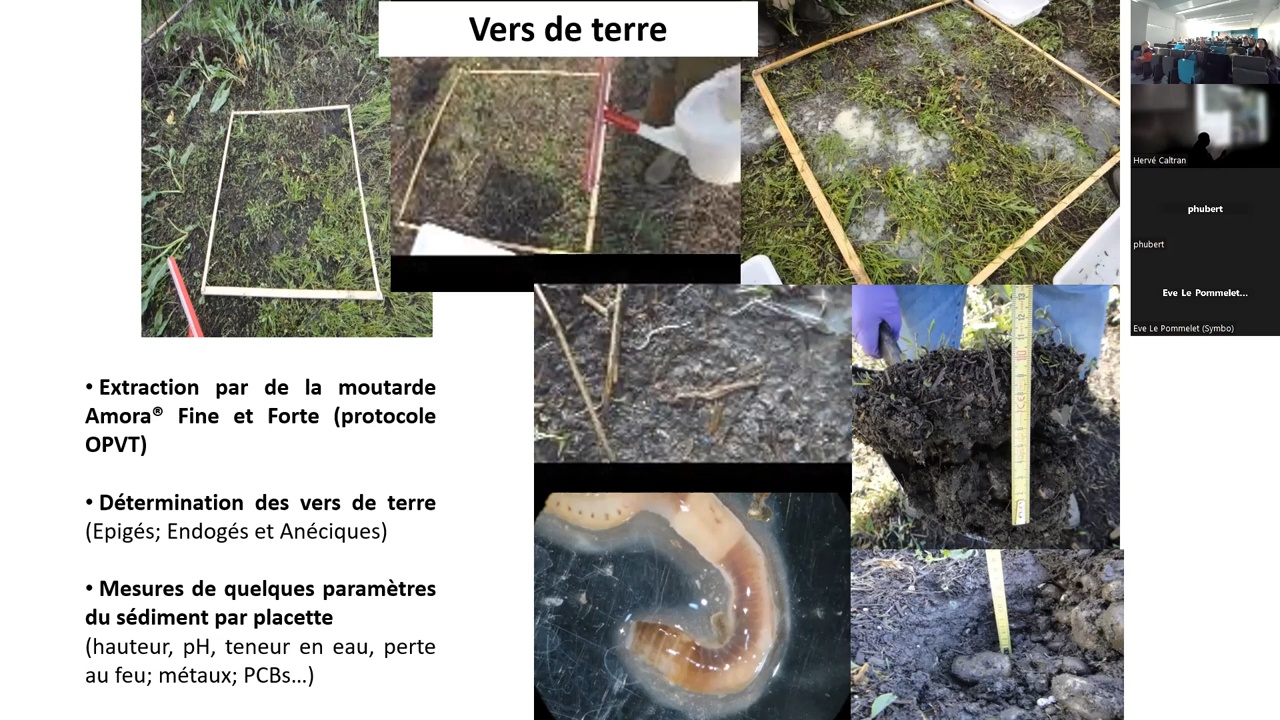 Vers de terre
• Extraction par de la moutarde
Amora® Fine et Forte (protocole
OPVT)
• Détermination des vers de terre
(Epigés; Endogés et Anéciques)
• Mesures de quelques paramètres
du sédiment par placette
(hauteur, pH, teneur en eau, perte
au feu; métaux; PCBs…)
Hervé Caltran
phubert
phubert
Eve Le Pommelet...
Eve Le Pommelet (Symbo)